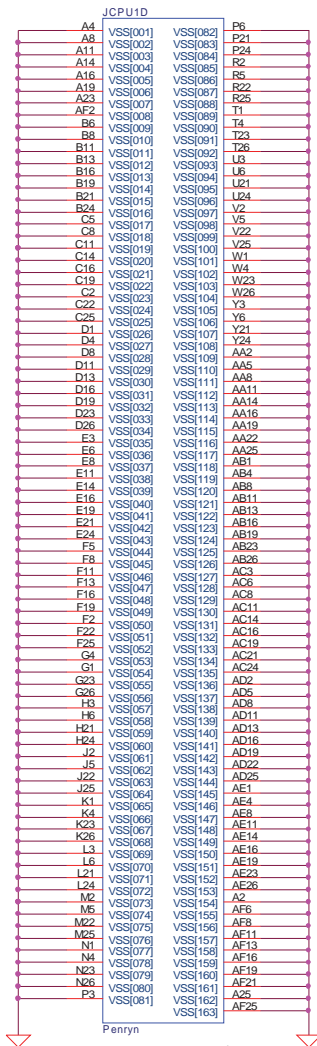 JCPU1D
A4 VSS[001] VSS[082] P6
A8 VSS[002] VSS[083] P21
A11 VSS[003] VSS[084] P24
A14 VSS[004] VSS[085] R2
A16 VSS[005] VSS[086] R5
A19 VSS[006] VSS[087] R22
A23 VSS[007] VSS[088] R25
AF2 VSS[008] VSS[089] T1
B6 VSS[009] VSS[090] T4
B8 VSS[010] VSS[091] T23
B11 VSS[011] VSS[092] T26
B13 VSS[012] VSS[093] U3
B16 VSS[013] VSS[094] U6
B19 VSS[014] VSS[095] U21
B21 VSS[015] VSS[096] U24
B24 VSS[016] VSS[097] V2
C5 VSS[017] VSS[098] V5
C8 VSS[018] VSS[099] V22
C11 VSS[019] VSS[100] V25
C14 VSS[020] VSS[101] W1
C16 VSS[021] VSS[102] W4
C19 VSS[022] VSS[103] W23
C2 VSS[023] VSS[104] W26
C22 VSS[024] VSS[105] Y3
C25 VSS[025] VSS[106] Y6
D1 VSS[026] VSS[107] Y21
D4 VSS[027] VSS[108] Y24
D8 VSS[028] VSS[109] AA2
D11 VSS[029] VSS[110] AA5
D13 VSS[030] VSS[111] AA8
D16 VSS[031] VSS[112] AA11
D19 VSS[032] VSS[113] AA14
D23 VSS[033] VSS[114] AA16
D26 VSS[034] VSS[115] AA19
E3 VSS[035] VSS[116] AA22
E6 VSS[036] VSS[117] AA25
E8 VSS[037] VSS[118] AB1
E11 VSS[038] VSS[119] AB4
E14 VSS[039] VSS[120] AB8
E16 VSS[040] VSS[121] AB11
E19 VSS[041] VSS[122] AB13
E21 VSS[042] VSS[123] AB16
E24 VSS[043] VSS[124] AB19
F5 VSS[044] VSS[125] AB23
F8 VSS[045] VSS[126] AB26
F11 VSS[046] VSS[127] AC3
F13 VSS[047] VSS[128] AC6
F16 VSS[048] VSS[129] AC8
F19 VSS[049] VSS[130] AC11
F2 VSS[050] VSS[131] AC14
F22 VSS[051] VSS[132] AC16
F25 VSS[052] VSS[133] AC19
G4 VSS[053] VSS[134] AC21
G1 VSS[054] VSS[135] AC24
G23 VSS[055] VSS[136] AD2
G26 VSS[056] VSS[137] AD5
H3 VSS[057] VSS[138] AD8
H6 VSS[058] VSS[139] AD11
H21 VSS[059] VSS[140] AD13
H24 VSS[060] VSS[141] AD16
J2 VSS[061] VSS[142] AD19
J5 VSS[062] VSS[143] AD22
J22 VSS[063] VSS[144] AD25
J25 VSS[064] VSS[145] AE1
K1 VSS[065] VSS[146] AE4
K4 VSS[066] VSS[147] AE8
K23 VSS[067] VSS[148] AE11
K26 VSS[068] VSS[149] AE14
L3 VSS[069] VSS[150] AE16
L6 VSS[070] VSS[151] AE19
L21 VSS[071] VSS[152] AE23
L24 VSS[072] VSS[153] AE26
M2 VSS[073] VSS[154] A2
M5 VSS[074] VSS[155] AF6
M22 VSS[075] VSS[156] AF8
M25 VSS[076] VSS[157] AF11
N1 VSS[077] VSS[158] AF13
N4 VSS[078] VSS[159] AF16
N23 VSS[079] VSS[160] AF19
N26 VSS[080] VSS[161] AF21
P3 VSS[081] VSS[162] A25
VSS[163] AF25
Penryn